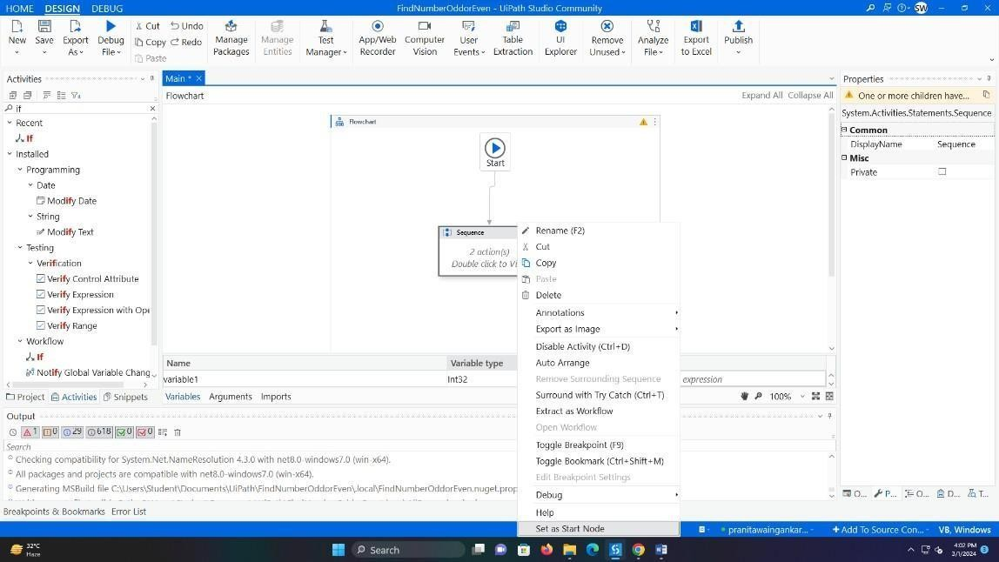 HOME DESIGN DEBUG FindNumberOddorEven - UiPath Studio Community SW
New Save Export As Debug File Cut Copy Paste Undo Redo Manage Packages Manage Entities Test Manager App/Web Recorder Computer Vision User Events Table Extraction UI Explorer Remove Unused Analyze File Export to Excel Publish
Activities
if
Recent
If
Installed
Programming
Date
Modify Date
String
Modify Text
Testing
Verification
Verify Control Attribute
Verify Expression
Verify Expression with Ope
Verify Range
Workflow
If
Notify Global Variable Chang
Project Activities Snippets
Main *
Flowchart Expand All Collapse All
Flowchart
Start
Sequence
2 action(s)
Double click to Vi
Rename (F2)
Cut
Copy
Paste
Delete
Annotations
Export as Image
Disable Activity (Ctrl+D)
Auto Arrange
Remove Surrounding Sequence
Surround with Try Catch (Ctrl+T)
Extract as Workflow
Open Workflow
Toggle Breakpoint (F9)
Toggle Bookmark (Ctrl+Shift+M)
Edit Breakpoint Settings
Debug
Help
Set as Start Node
Name Variable type
variable1 Int32 expression
Variables Arguments Imports 100%
Properties
One or more children have...
System.Activities.Statements.Sequence
Common
DisplayName Sequence
Misc
Private
O... P... O... D... T...
Output
1 0 29 618 0 0
Search
Checking compatibility for System.Net.NameResolution 4.3.0 with net8.0-windows7.0 (win-x64).
All packages and projects are compatible with net8.0-windows7.0 (win-x64).
Generating MSBuild file C:\Users\Student\Documents\UiPath\FindNumberOddorEven\.local\FindNumberOddorEven.nuget.prop
Breakpoints & Bookmarks Error List
pranitawaingankar... Add To Source Con... VB, Windows
32°C
Haze
Search
4:02 PM
3/1/2024